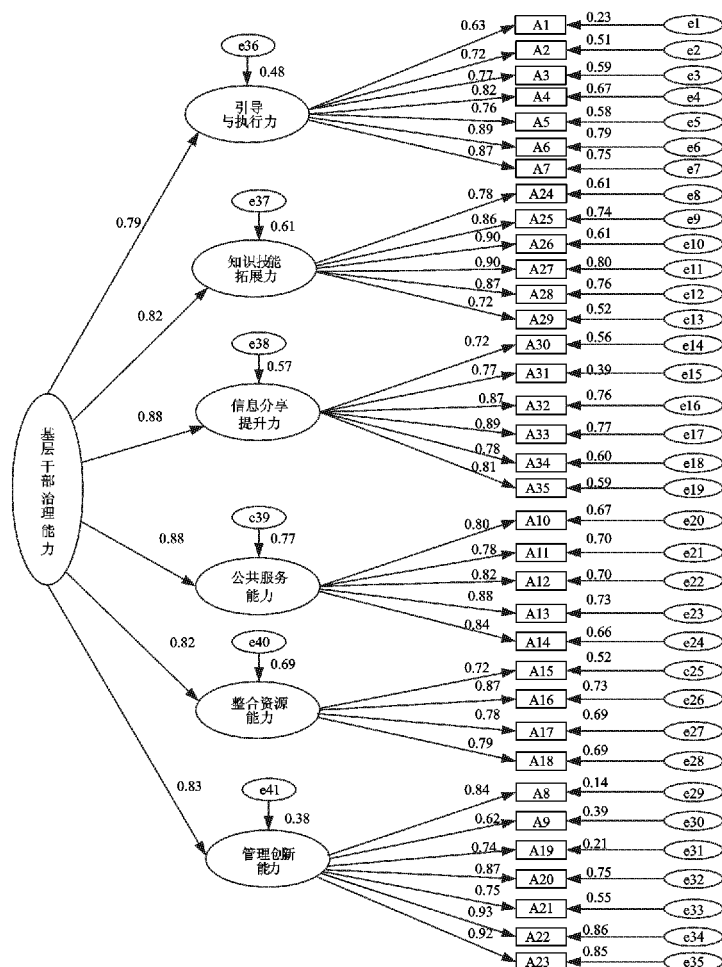 0.63
A1
0.23
e1
e36
0.72
A2
0.51
e2
0.48
0.77
A3
0.59
e3
0.82
A4
0.67
e4
引导
与执行力
0.76
A5
0.58
e5
0.89
A6
0.79
e6
0.87
A7
0.75
e7
0.79
e37
0.78
A24
0.61
e8
0.61
0.86
A25
0.74
e9
0.90
A26
0.61
e10
知识技能
拓展力
0.90
A27
0.80
e11
0.87
A28
0.76
e12
0.72
A29
0.52
e13
0.82
e38
0.72
A30
0.56
e14
0.57
0.77
A31
0.39
e15
信息分享
提升力
0.87
A32
0.76
e16
0.89
A33
0.77
e17
0.78
A34
0.60
e18
0.81
A35
0.59
e19
0.88
基层干部治理能力
c39
0.77
0.80
A10
0.67
e20
0.78
A11
0.70
e21
0.88
公共服务
能力
0.82
A12
0.70
e22
0.88
A13
0.73
e23
0.84
A14
0.66
e24
0.82
e40
0.69
0.72
A15
0.52
c25
整合资源
能力
0.87
A16
0.73
e26
0.78
A17
0.69
e27
0.79
A18
0.69
e28
0.83
e41
0.38
0.84
A8
0.14
e29
0.62
A9
0.39
e30
管理创新
能力
0.74
A19
0.21
e31
0.87
A20
0.75
e32
0.75
A21
0.55
e33
0.93
A22
0.86
e34
0.92
A23
0.85
e35